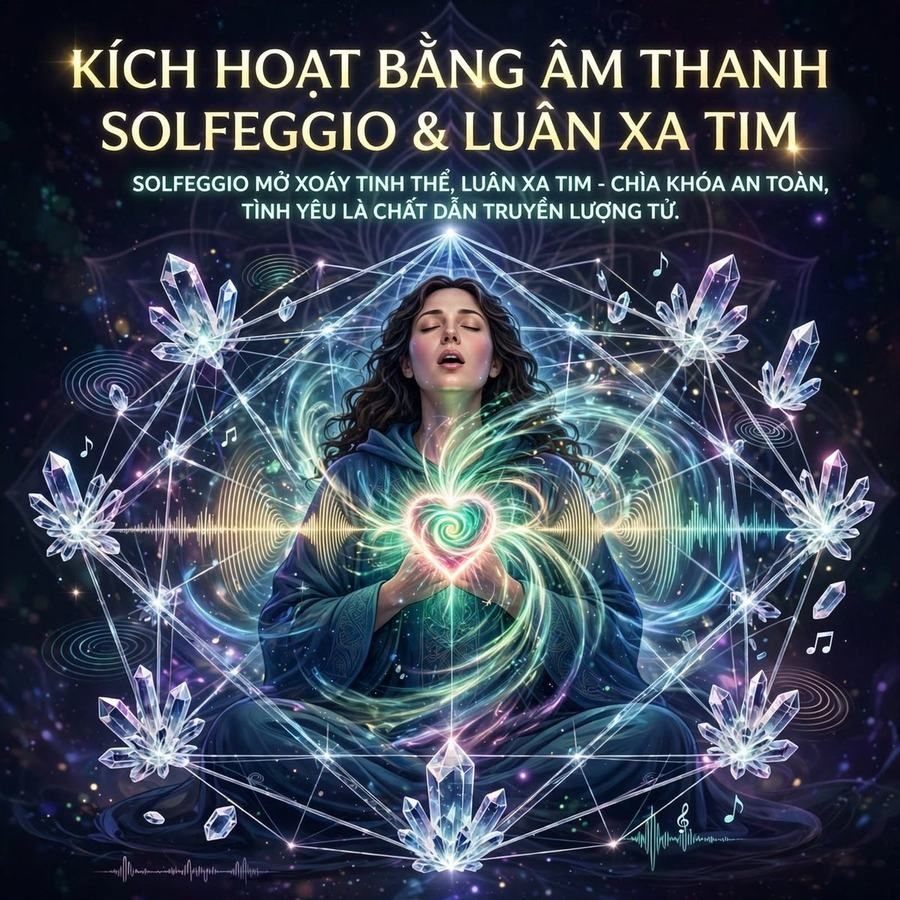 KÍCH HOẠT BẰNG ÂM THANH
SOLFEGGIO & LUÂN XA TIM
SOLFEGGIO MỞ XOÁY TINH THỂ, LUÂN XA TIM - CHÌA KHÓA AN TOÀN,
TÌNH YÊU LÀ CHẤT DẪN TRUYỀN LƯỢNG TỬ.